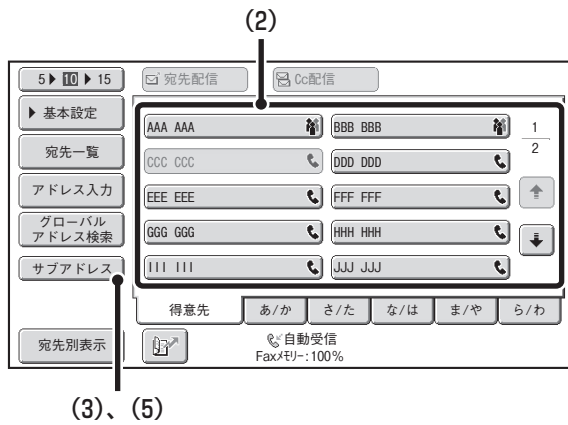 (2)
5 10 15
宛先配信
Cc配信
基本設定
宛先一覧
アドレス入力
グローバル
アドレス検索
サブアドレス
宛先別表示
AAA AAA
BBB BBB
CCC CCC
DDD DDD
EEE EEE
FFF FFF
GGG GGG
HHH HHH
III III
JJJ JJJ
1
2
得意先
あ/か
さ/た
な/は
ま/や
ら/わ
自動受信
Faxメモリー:100%
(3)、(5)